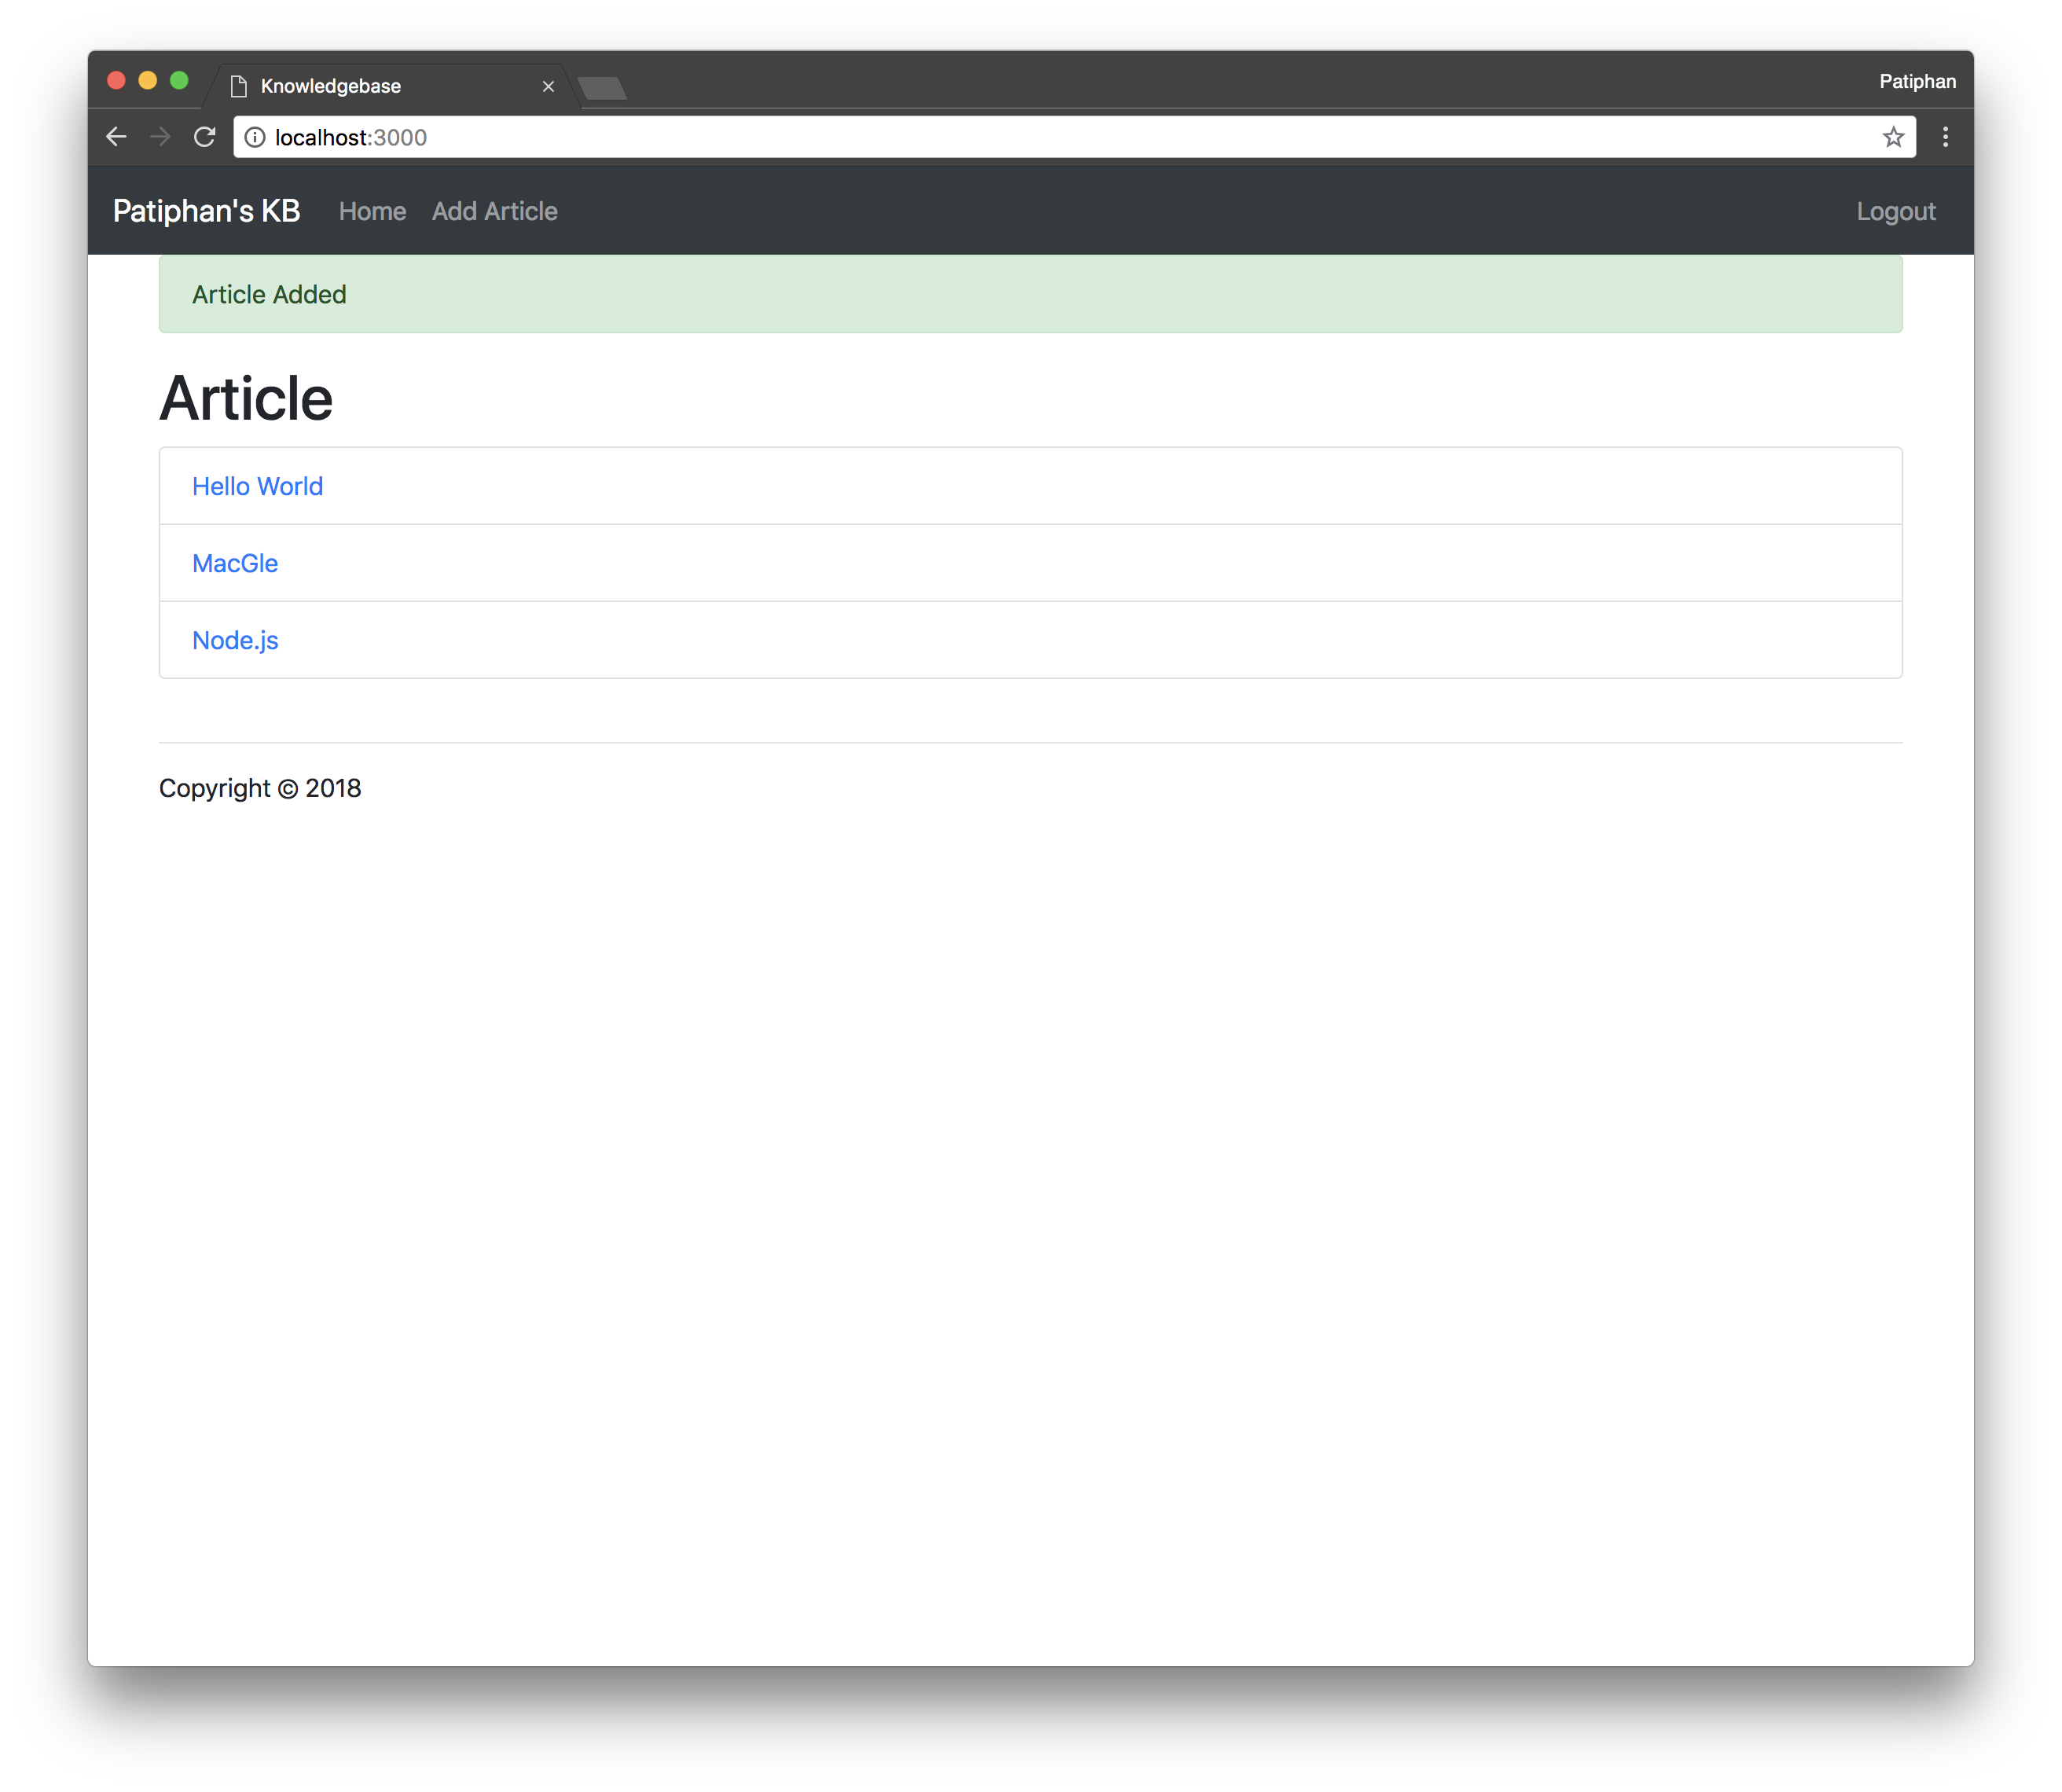 Knowledgebase
Patiphan
localhost:3000
Patiphan's KB Home Add Article Logout
Article Added
Article
Hello World
MacGle
Node.js
Copyright © 2018